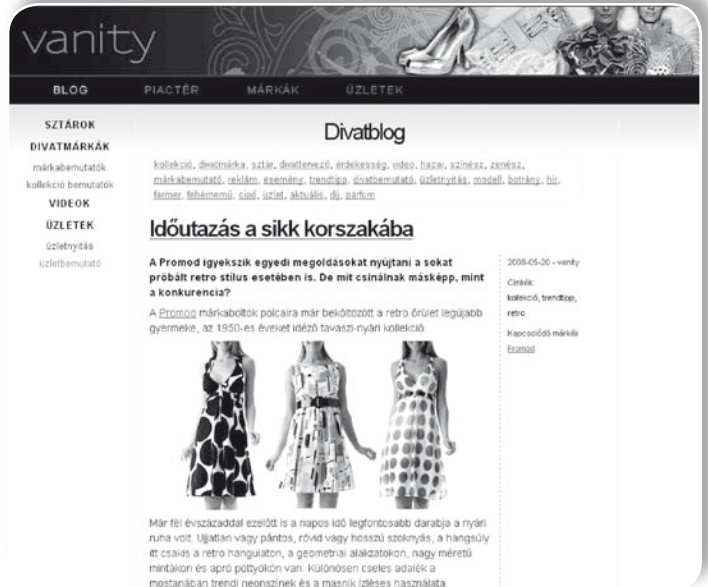 vanity
BLOG PIACTÉR MÁRKÁK ÜZLETEK
SZTÁROK
DIVATMÁRKÁK
márkabemutatók
kollekció bemutatók
VIDEOK
ÜZLETEK
üzletnyitás
üzletbemutató
Divatblog
kollekció, divatmárka, sztár, divattervező, érdekesség, video, hazai, színész, zenész,
márkabemutató, reklám, esemény, trendtipp, divatbemutató, üzletnyitás, modell, botrány, hír,
farmer, fehérnemű, cipő, üzlet, aktuális, díj, parfüm
Időutazás a sikk korszakába
A Promod igyekszik egyedi megoldásokat nyújtani a sokat
próbált retro stílus esetében is. De mit csinálnak másképp, mint
a konkurencia?
A Promod márkaboltok polcaira már beköltözött a retro őrület legújabb
gyermeke, az 1950-es éveket idéző tavaszi-nyári kollekció.
Már fél évszázaddal ezelőtt is a napos idő legfontosabb darabja a nyári
ruha volt. Ujjatlan vagy pántos, rövid vagy hosszú szoknyás, a hangsúly
itt csakis a retro hangulaton, a geometriai alakzatokon, nagy méretű
mintákon és apró pöttyökön van. Különösen cseles adalék a
mostanában trendi neonszínek és a masnik ízléses használata.
2008-05-20 - vanity
Címkék:
kollekció, trendtipp,
retro
Kapcsolódó márkák
Promod